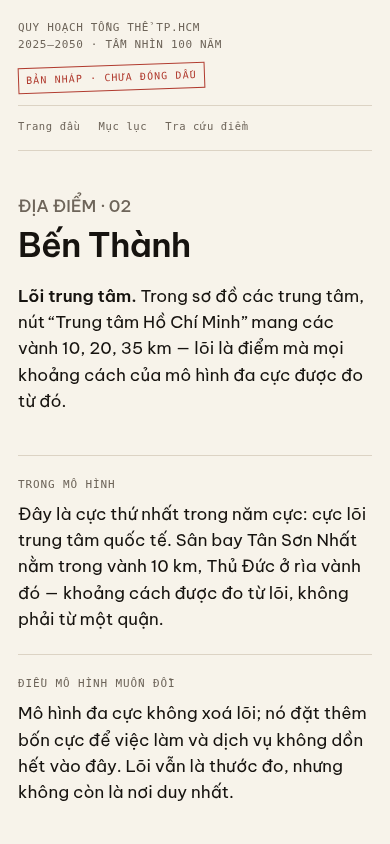 QUY HOẠCH TỔNG THỂ TP.HCM
2025–2050 · TẦM NHÌN 100 NĂM
BẢN NHÁP · CHƯA ĐÓNG DẤU
Trang đầu Mục lục Tra cứu điểm
ĐỊA ĐIỂM · 02
Bến Thành
Lõi trung tâm. Trong sơ đồ các trung tâm,
nút “Trung tâm Hồ Chí Minh” mang các
vành 10, 20, 35 km — lõi là điểm mà mọi
khoảng cách của mô hình đa cực được đo
từ đó.
TRONG MÔ HÌNH
Đây là cực thứ nhất trong năm cực: cực lõi
trung tâm quốc tế. Sân bay Tân Sơn Nhất
nằm trong vành 10 km, Thủ Đức ở rìa vành
đó — khoảng cách được đo từ lõi, không
phải từ một quận.
ĐIỀU MÔ HÌNH MUỐN ĐỔI
Mô hình đa cực không xoá lõi; nó đặt thêm
bốn cực để việc làm và dịch vụ không dồn
hết vào đây. Lõi vẫn là thước đo, nhưng
không còn là nơi duy nhất.